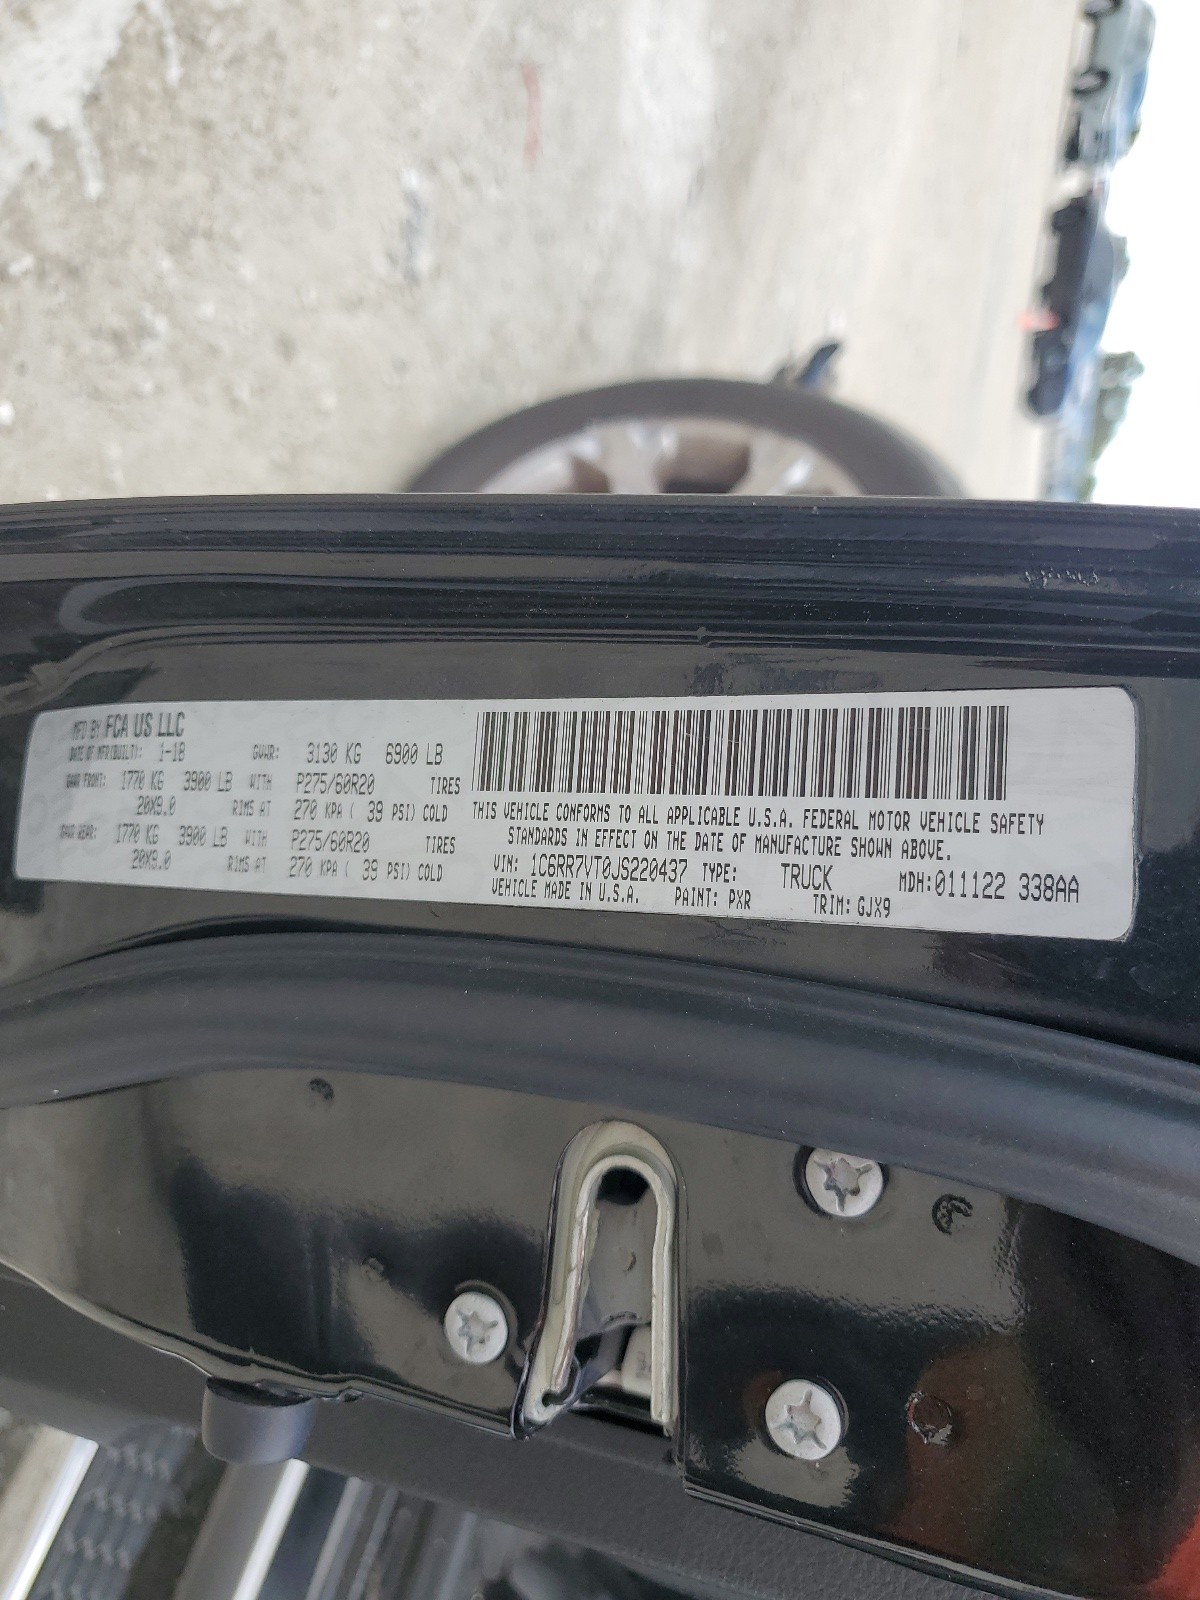 MFD BY FCA US LLC
DATE OF MFR(BUILT): 1-18 GVWR: 3130 KG 6900 LB
GAWR FRONT: 1770 KG 3900 LB WITH P275/60R20 TIRES
20X9.0 RIMS AT 270 KPA ( 39 PSI) COLD
GAWR REAR: 1770 KG 3900 LB WITH P275/60R20 TIRES
20X9.0 RIMS AT 270 KPA ( 39 PSI) COLD
THIS VEHICLE CONFORMS TO ALL APPLICABLE U.S.A. FEDERAL MOTOR VEHICLE SAFETY
STANDARDS IN EFFECT ON THE DATE OF MANUFACTURE SHOWN ABOVE.
VIN: 1C6RR7VT0JS220437 TYPE: TRUCK MDH:011122 338AA
VEHICLE MADE IN U.S.A. PAINT: PXR TRIM: GJX9